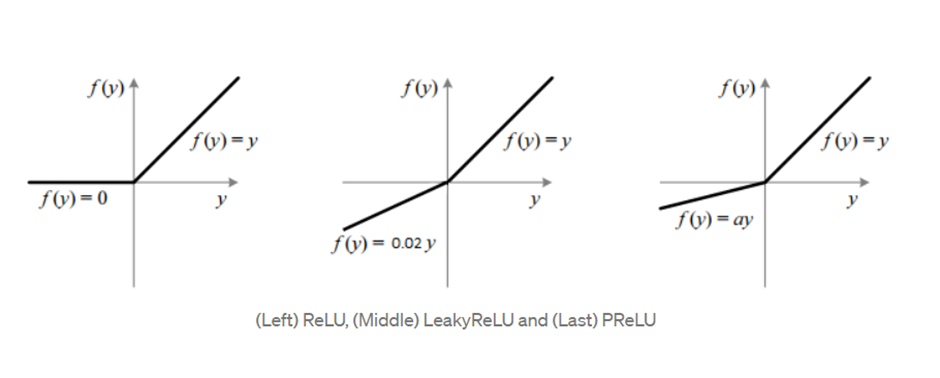 f(y)
f(y) = y
f(y) = 0
y
f(y)
f(y) = y
y
f(y) = 0.02 y
f(y)
f(y) = y
y
f(y) = ay
(Left) ReLU, (Middle) LeakyReLU and (Last) PReLU